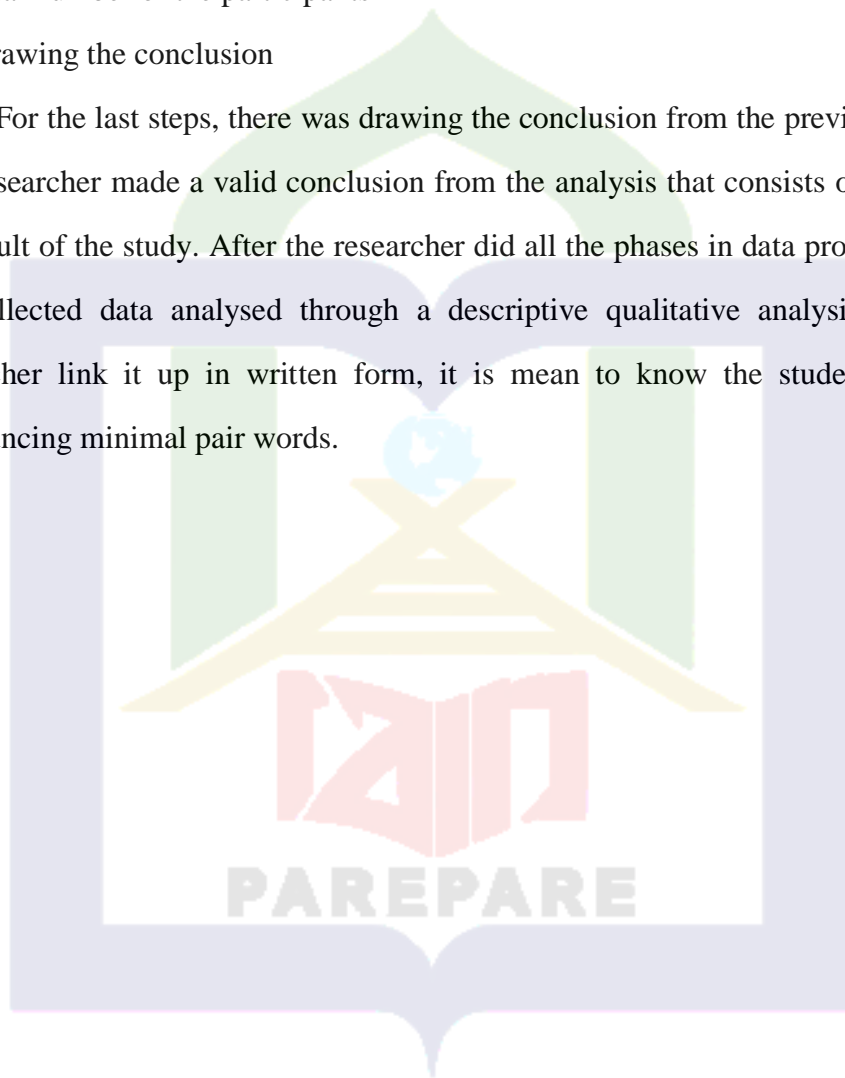 rawing the conclusion
For the last steps, there was drawing the conclusion from the previ
searcher made a valid conclusion from the analysis that consists o
ult of the study. After the researcher did all the phases in data pro
llected data analysed through a descriptive qualitative analysi
her link it up in written form, it is mean to know the stude
ncing minimal pair words.
PAREPARE